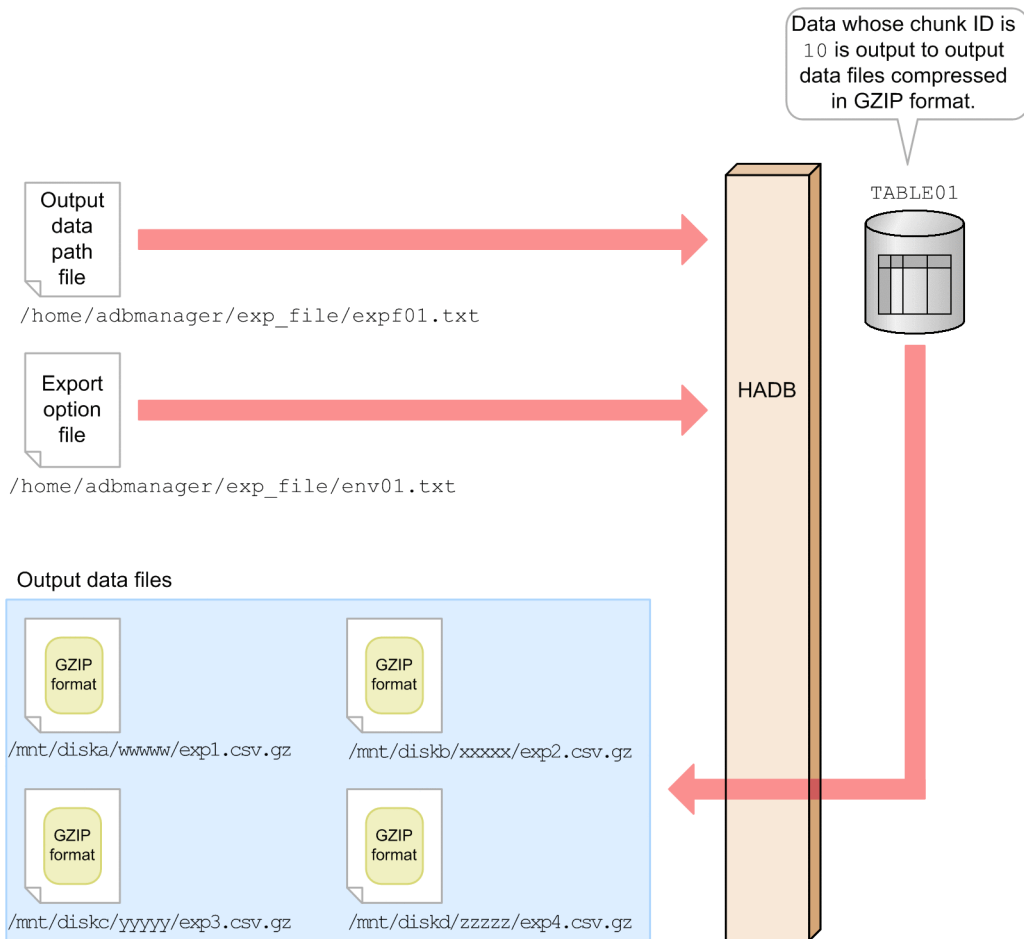 Data whose chunk ID is
10 is output to output
data files compressed
in GZIP format.
TABLE01
Output
data
path
file
/home/adbmanager/exp_file/expf01.txt
Export
option
file
/home/adbmanager/exp_file/env01.txt
HADB
Output data files
GZIP
format
/mnt/diska/wwwww/exp1.csv.gz
GZIP
format
/mnt/diskb/xxxxx/exp2.csv.gz
GZIP
format
/mnt/diskc/yyyyy/exp3.csv.gz
GZIP
format
/mnt/diskd/zzzzz/exp4.csv.gz